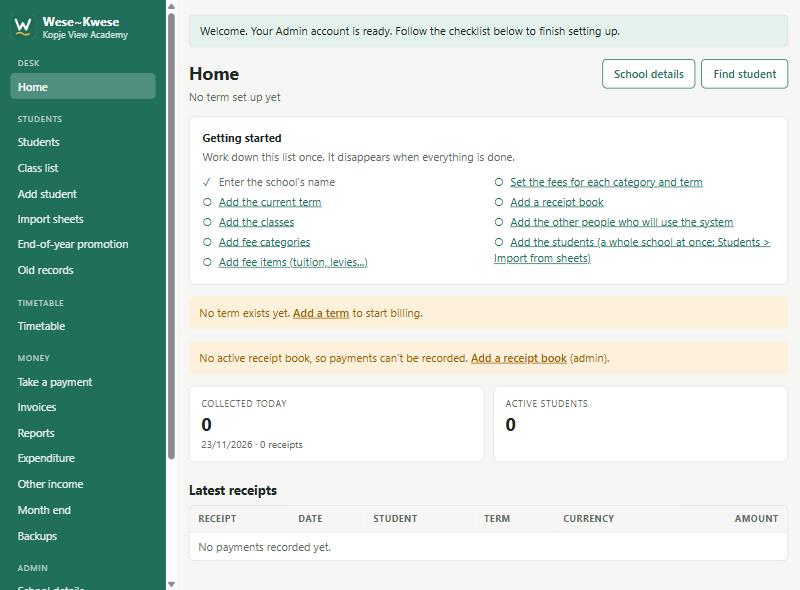 Wese~Kwese
Kopje View Academy
DESK
Home
STUDENTS
Students
Class list
Add student
Import sheets
End-of-year promotion
Old records
TIMETABLE
Timetable
MONEY
Take a payment
Invoices
Reports
Expenditure
Other income
Month end
Backups
ADMIN
School details
Welcome. Your Admin account is ready. Follow the checklist below to finish setting up.
Home
School details
Find student
No term set up yet
Getting started
Work down this list once. It disappears when everything is done.
✓ Enter the school's name
Add the current term
Add the classes
Add fee categories
Add fee items (tuition, levies...)
Set the fees for each category and term
Add a receipt book
Add the other people who will use the system
Add the students (a whole school at once: Students >
Import from sheets)
No term exists yet. Add a term to start billing.
No active receipt book, so payments can't be recorded. Add a receipt book (admin).
COLLECTED TODAY
0
23/11/2026 · 0 receipts
ACTIVE STUDENTS
0
Latest receipts
RECEIPT DATE STUDENT TERM CURRENCY AMOUNT
No payments recorded yet.